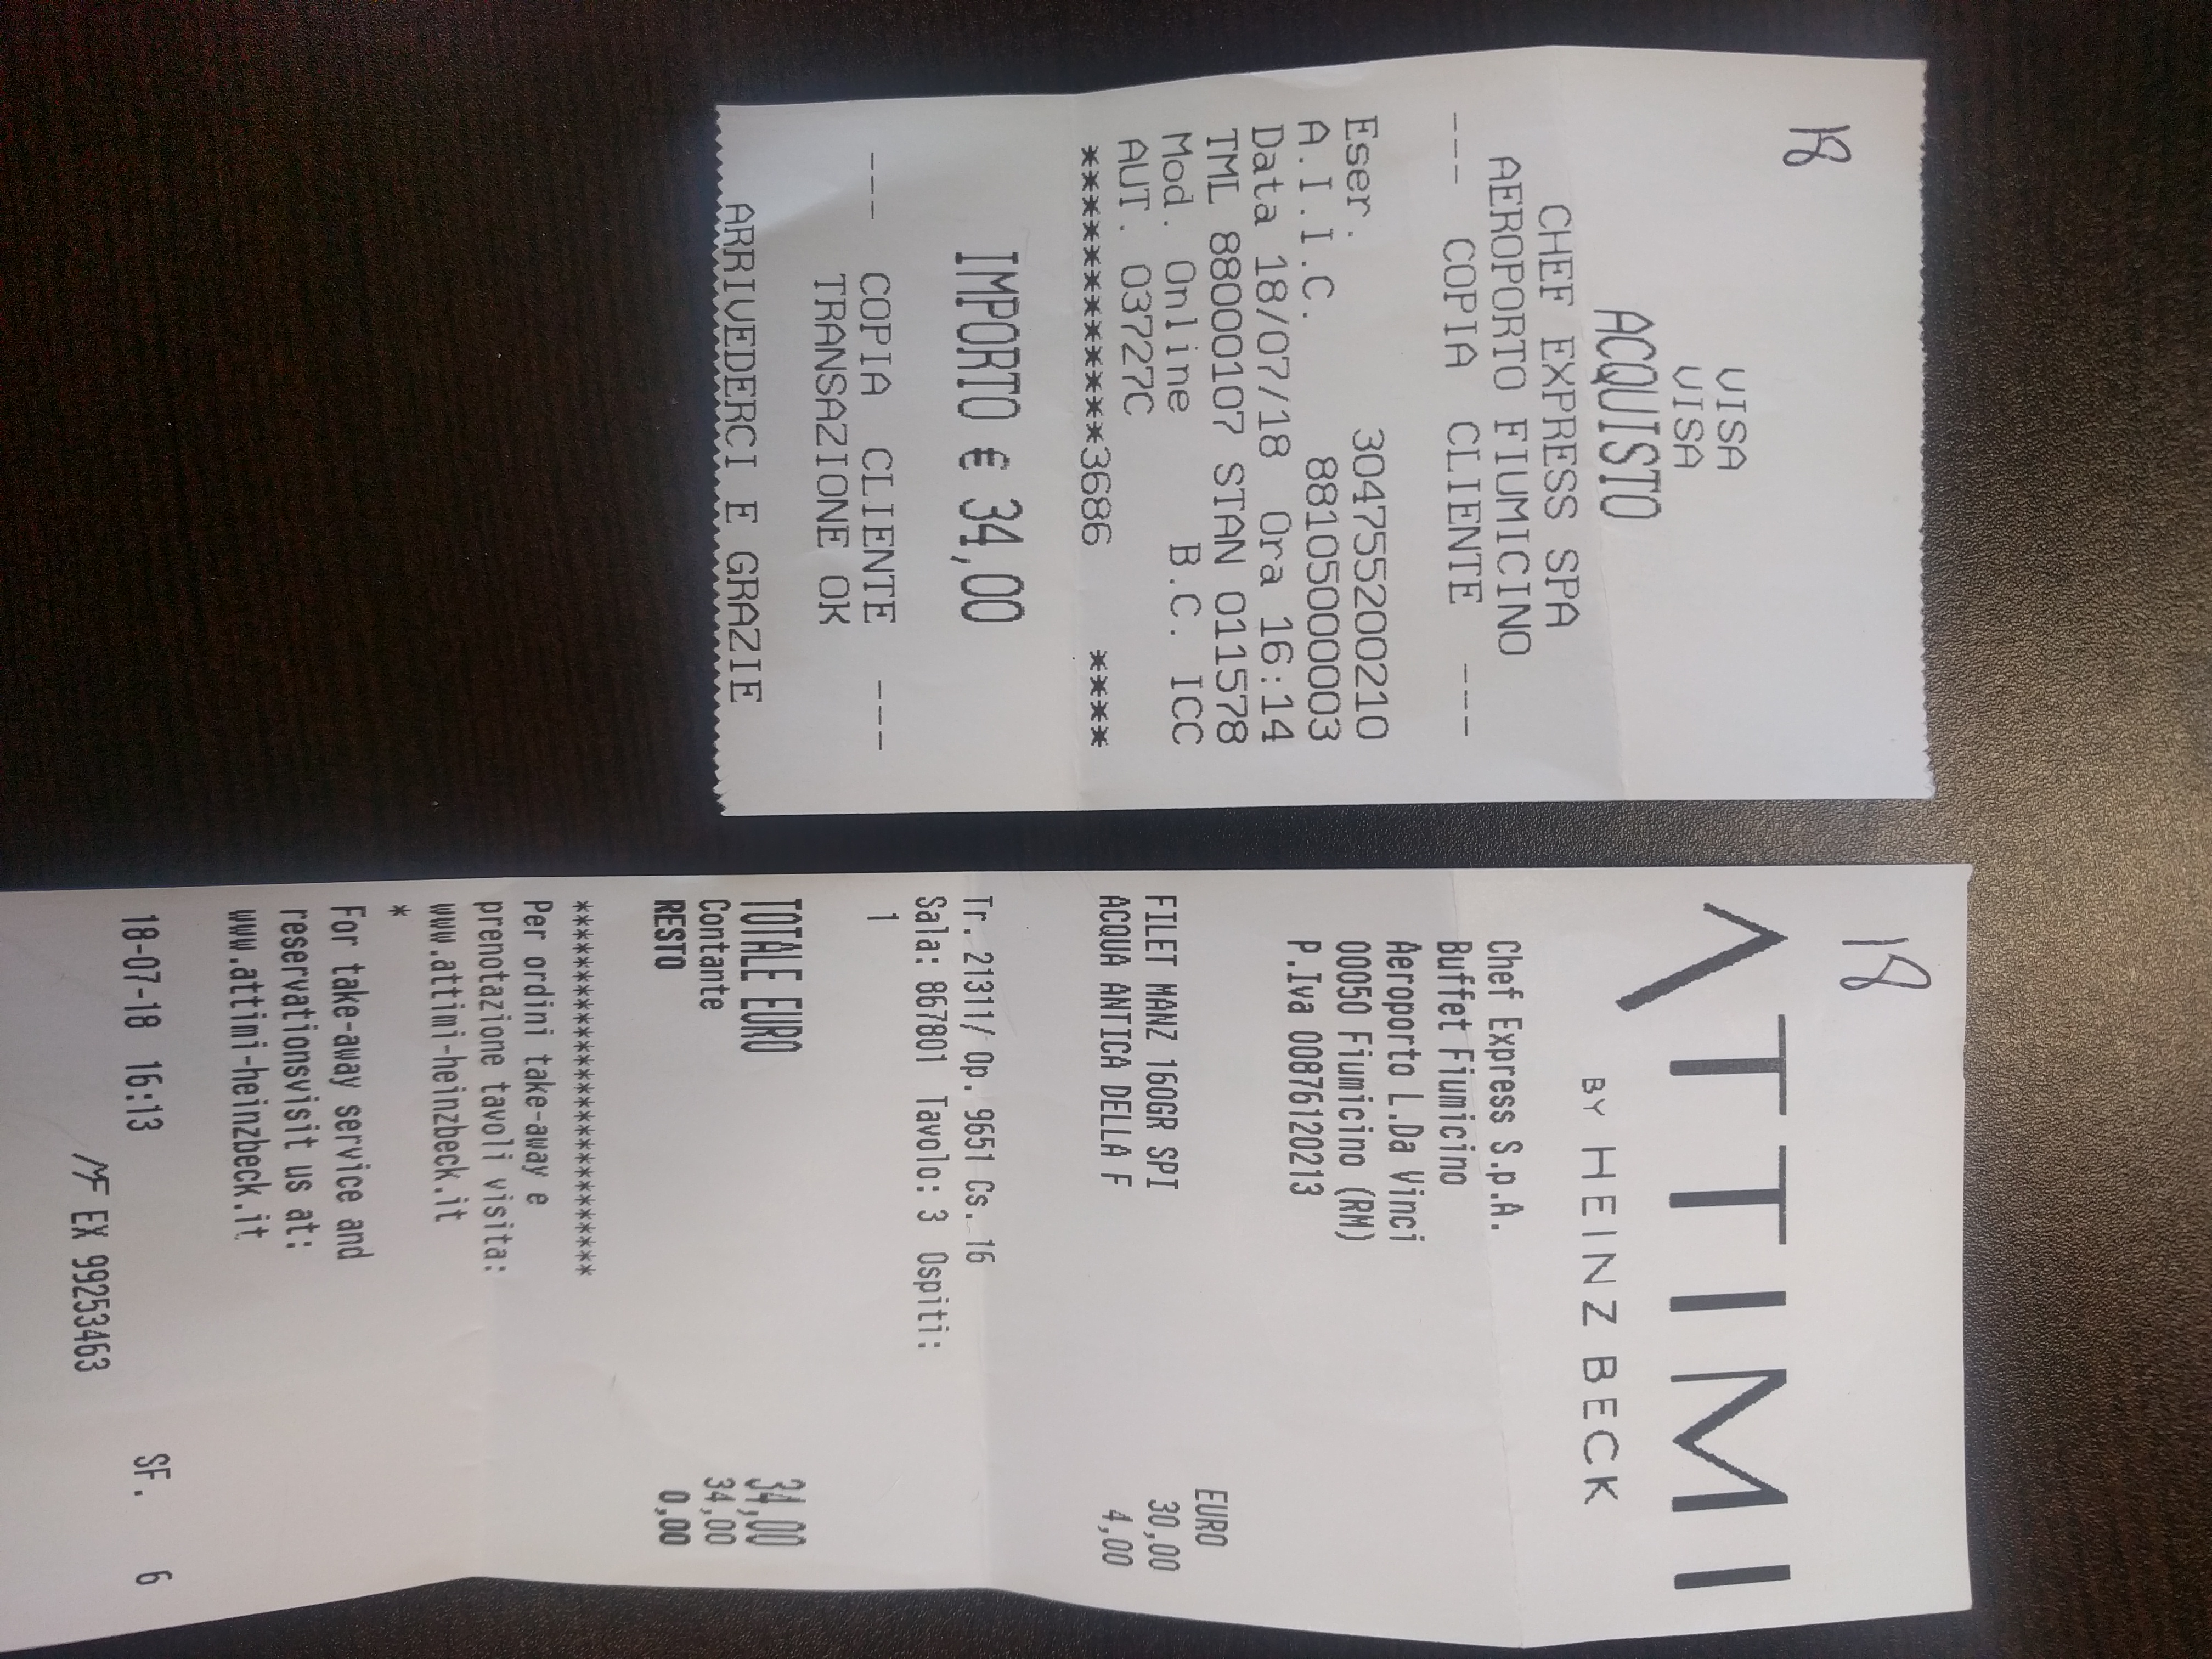 18
VISA
VISA
ACQUISTO
CHEF EXPRESS SPA
AEROPORTO FIUMICINO
--- COPIA CLIENTE ---
Eser. 304755200210
A.I.I.C. 88105000003
Data 18/07/18 Ora 16:14
TML 88000107 STAN 011578
Mod. Online B.C. ICC
AUT. 03727C
***************3686 ****
IMPORTO € 34,00
--- COPIA CLIENTE ---
TRANSAZIONE OK
ARRIVEDERCI E GRAZIE
18
ATTIMI
BY HEINZ BECK
Chef Express S.p.A.
Buffet Fiumicino
Aeroporto L.Da Vinci
00050 Fiumicino (RM)
P.Iva 00876120213
EURO
FILET MANZ 160GR SPI 30,00
ACQUA ANTICA DELLA F 4,00
Tr. 21311/ Op. 9651 Cs. 16
Sala: 867801 Tavolo: 3 Ospiti:
1
TOTALE EURO 34,00
Contante 34,00
RESTO 0,00
******************************
Per ordini take-away e
prenotazione tavoli visita:
www.attimi-heinzbeck.it
*
For take-away service and
reservationsvisit us at:
www.attimi-heinzbeck.it
18-07-18 16:13 SF. 6
MF EX 99253463